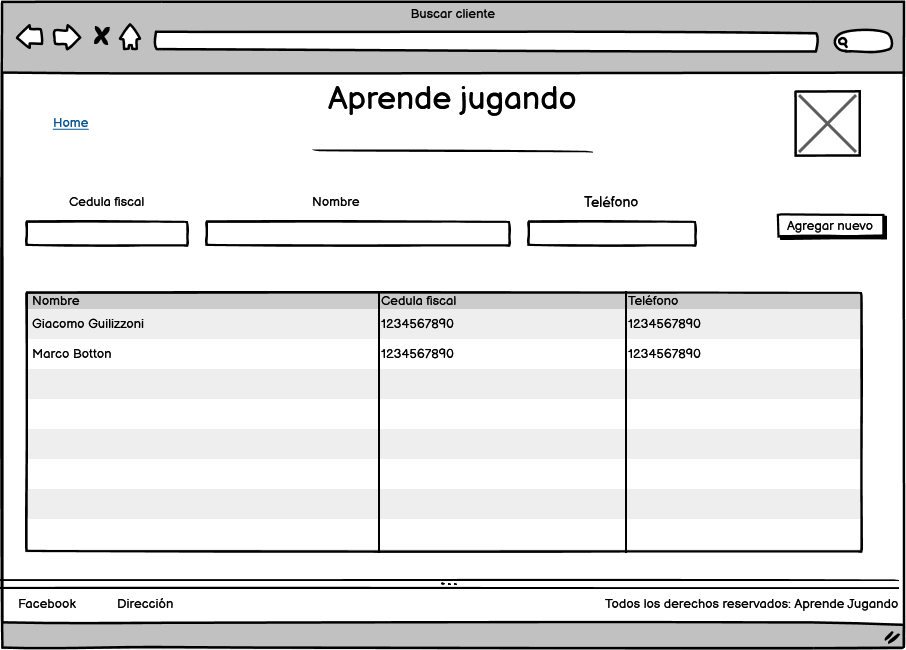 Buscar cliente
Aprende jugando
Home
Cedula fiscal Nombre Teléfono
Agregar nuevo
Nombre Cedula fiscal Teléfono
Giacomo Guilizzoni 1234567890 1234567890
Marco Botton 1234567890 1234567890
Facebook Dirección Todos los derechos reservados: Aprende Jugando